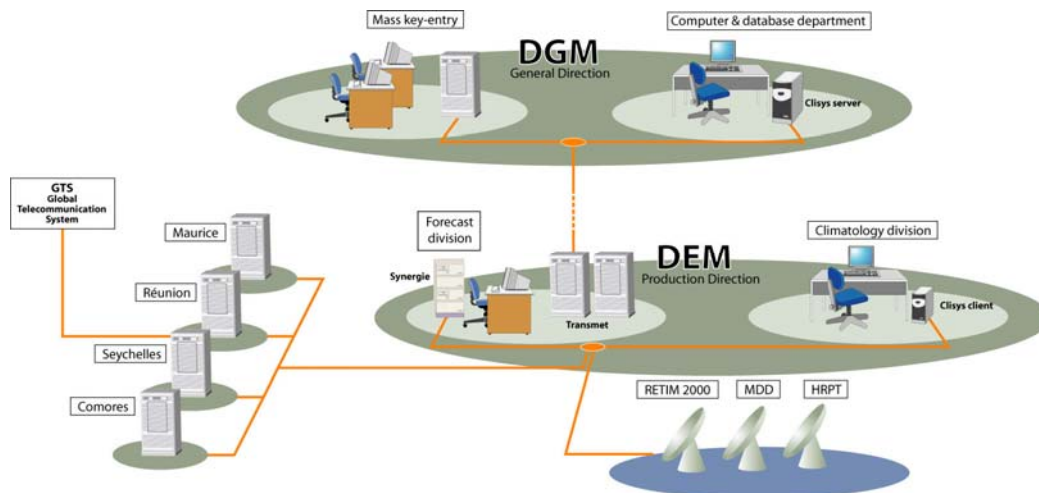 Mass key-entry
Computer & database department
DGM
General Direction
Clisys server
GTS
Global
Telecommunication
System
Maurice
Forecast
division
DEM
Production Direction
Climatology division
Synergie
Réunion
Clisys client
Transmet
Seychelles
RETIM 2000
MDD
HRPT
Comores